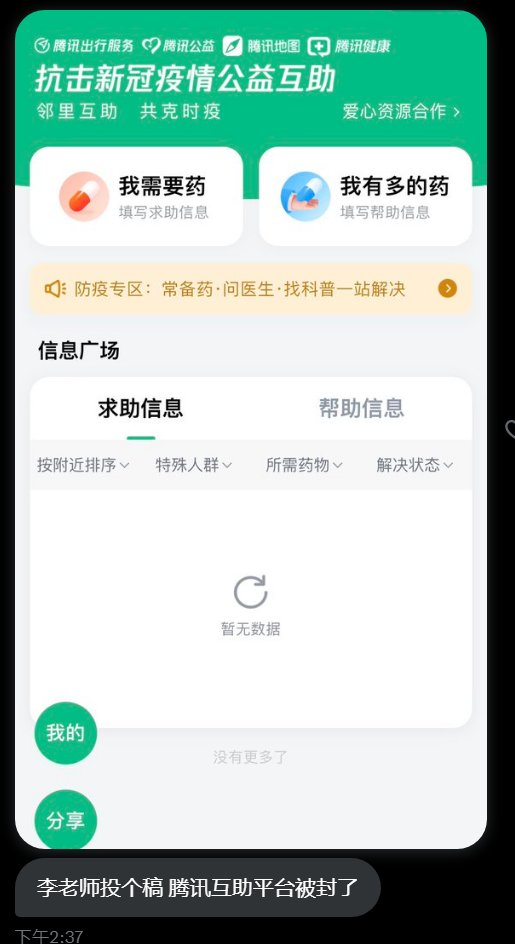 腾讯出行服务 腾讯公益 腾讯地图 腾讯健康
抗击新冠疫情公益互助
邻里互助 共克时疫 爱心资源合作
我需要药 我有多的药
填写求助信息 填写帮助信息
防疫专区：常备药·问医生·找科普一站解决
信息广场
求助信息 帮助信息
按附近排序 特殊人群 所需药物 解决状态
暂无数据
我的
没有更多了
分享
李老师投个稿 腾讯互助平台被封了
下午2:37